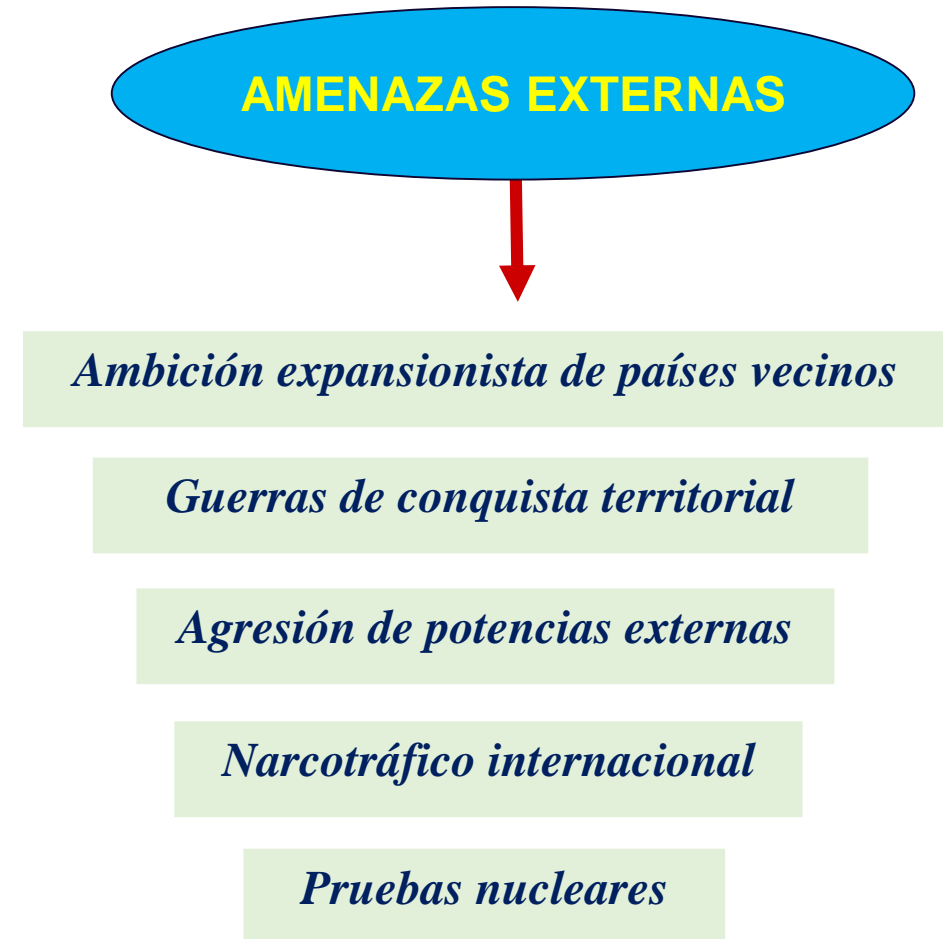 AMENAZAS EXTERNAS
Ambición expansionista de países vecinos
Guerras de conquista territorial
Agresión de potencias externas
Narcotráfico internacional
Pruebas nucleares